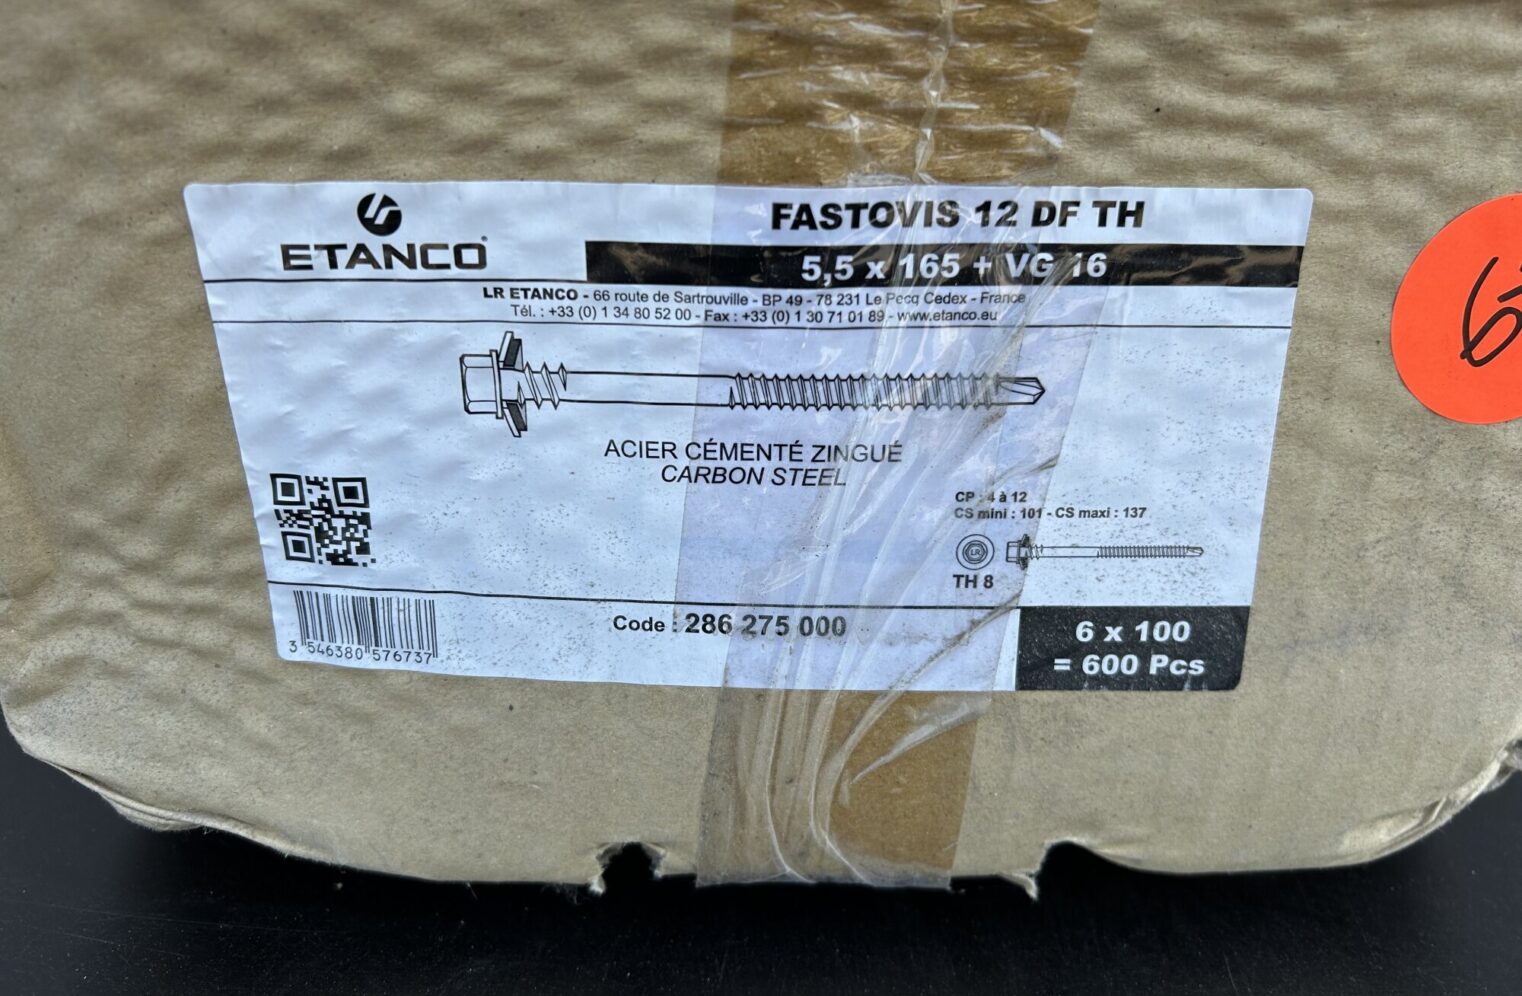 ETANCO®
FASTOVIS 12 DF TH
5,5 x 165 + VG 16
LR ETANCO - 66 route de Sartrouville - BP 49 - 78 231 Le Pecq Cedex - France
Tél. : +33 (0) 1 34 80 52 00 - Fax : +33 (0) 1 30 71 01 89 - www.etanco.eu
ACIER CÉMENTÉ ZINGUÉ
CARBON STEEL
CP : 4 à 12
CS mini : 101 - CS maxi : 137
LR
TH 8
3 546380 576737
Code : 286 275 000
6 x 100
= 600 Pcs